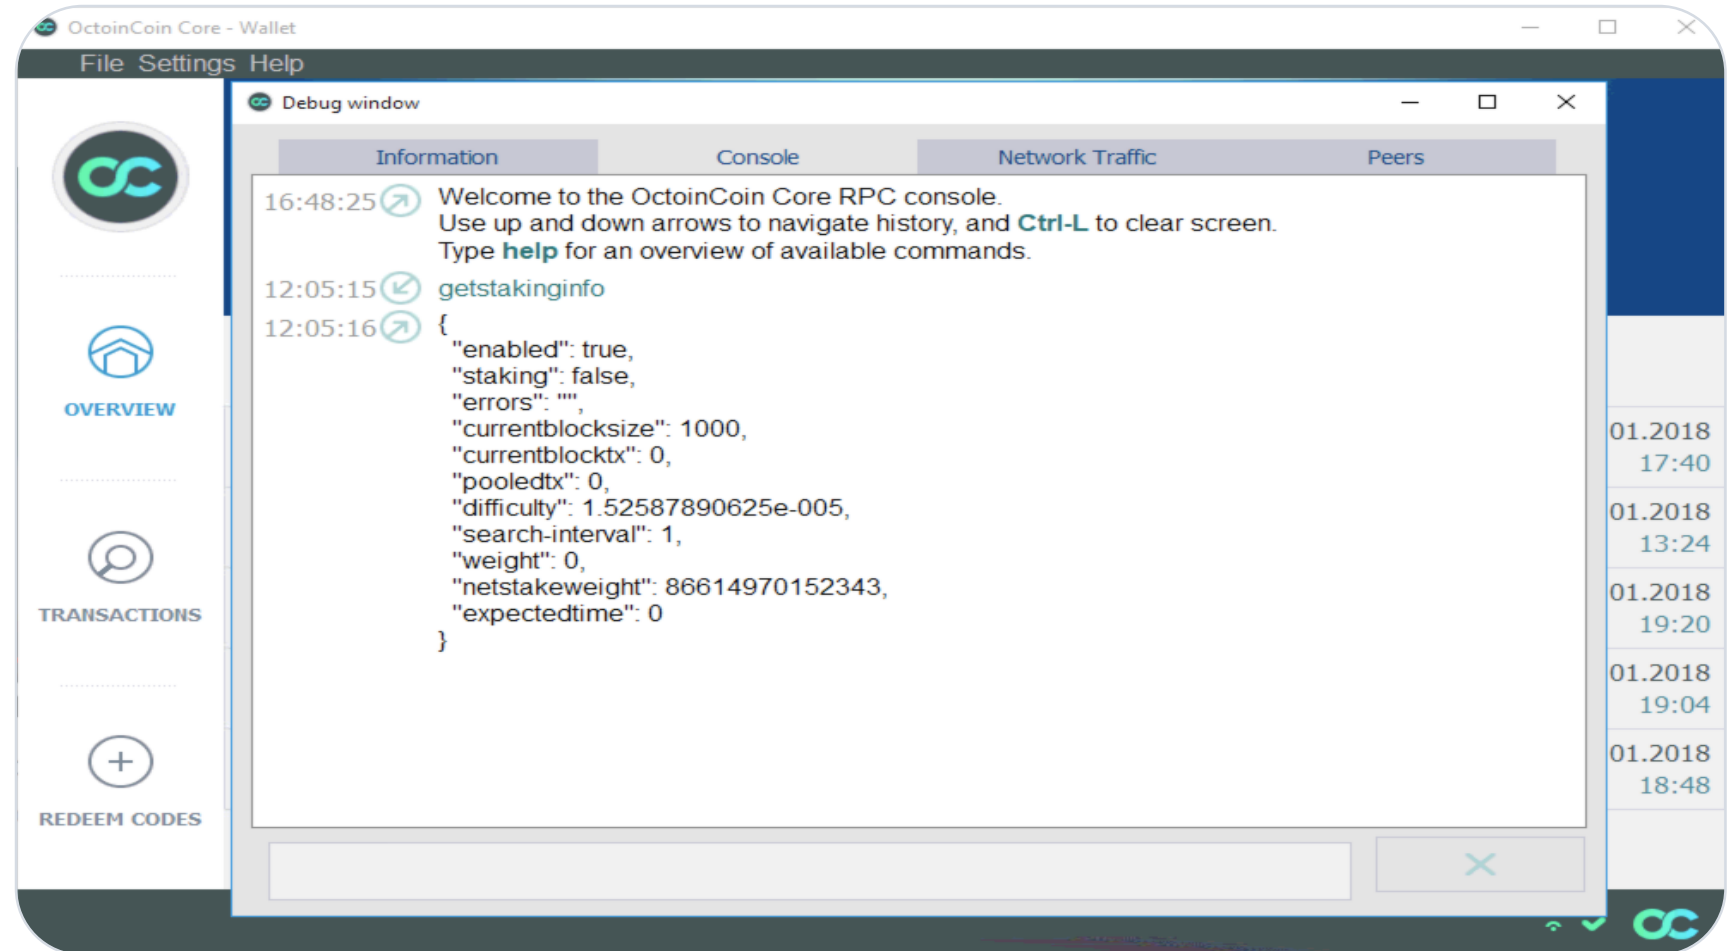 OctoinCoin Core - Wallet
File Settings Help
Debug window
Information Console Network Traffic Peers
16:48:25 Welcome to the OctoinCoin Core RPC console.
Use up and down arrows to navigate history, and Ctrl-L to clear screen.
Type help for an overview of available commands.
12:05:15 getstakinginfo
12:05:16 {
"enabled": true,
"staking": false,
"errors": "",
"currentblocksize": 1000,
"currentblocktx": 0,
"pooledtx": 0,
"difficulty": 1.52587890625e-005,
"search-interval": 1,
"weight": 0,
"netstakeweight": 86614970152343,
"expectedtime": 0
}
OVERVIEW
TRANSACTIONS
REDEEM CODES
01.2018
17:40
01.2018
13:24
01.2018
19:20
01.2018
19:04
01.2018
18:48